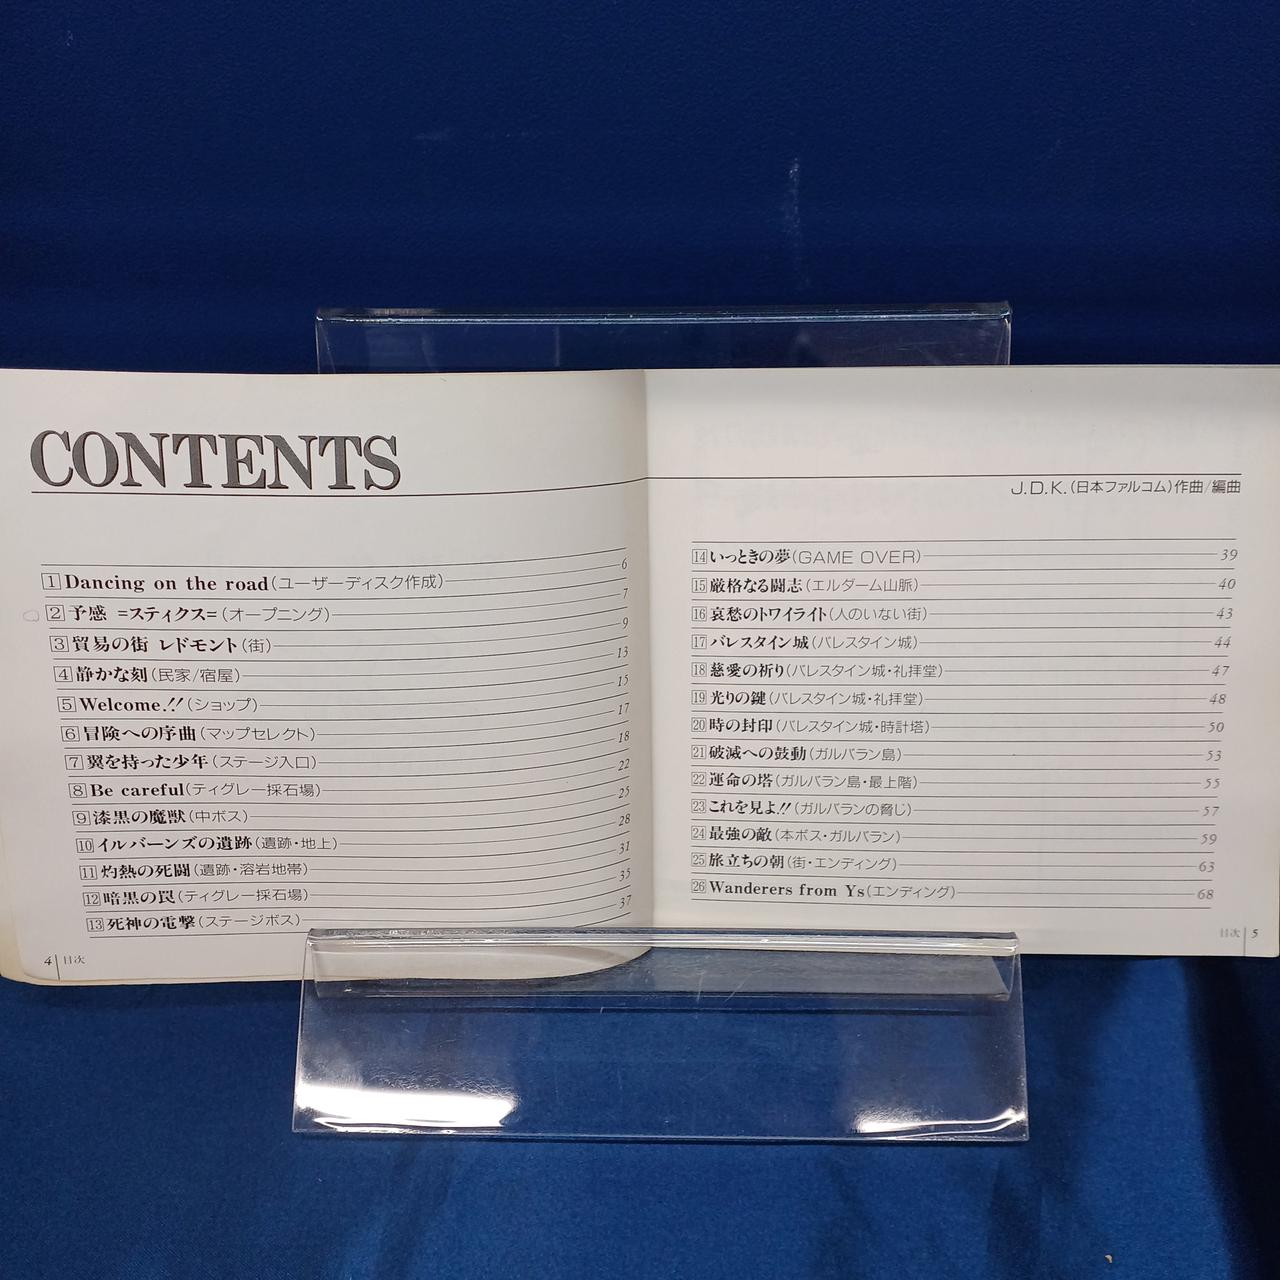 CONTENTS
1 Dancing on the road(ユーザーディスク作成) 6
2 予感 =スティクス=(オープニング) 7
3 貿易の街 レドモント(街) 9
4 静かな刻(民家/宿屋) 13
5 Welcome!!(ショップ) 15
6 冒険への序曲(マップセレクト) 17
7 翼を持った少年(ステージ入口) 18
8 Be careful(ティグレー採石場) 22
9 漆黒の魔獣(中ボス) 25
10 イルバーンズの遺跡(遺跡・地上) 28
11 灼熱の死闘(遺跡・溶岩地帯) 31
12 暗黒の罠(ティグレー採石場) 35
13 死神の電撃(ステージボス) 37
4 目次
J.D.K.(日本ファルコム)作曲/編曲
14 いっときの夢(GAME OVER) 39
15 厳格なる闘志(エルダーム山脈) 40
16 哀愁のトワイライト(人のいない街) 43
17 バレスタイン城(バレスタイン城) 44
18 慈愛の祈り(バレスタイン城・礼拝堂) 47
19 光りの鍵(バレスタイン城・礼拝堂) 48
20 時の封印(バレスタイン城・時計塔) 50
21 破滅への鼓動(ガルバラン島) 53
22 運命の塔(ガルバラン島・最上階) 55
23 これを見よ!!(ガルバランの脅し) 57
24 最強の敵(本ボス・ガルバラン) 59
25 旅立ちの朝(街・エンディング) 63
26 Wanderers from Ys(エンディング) 68
目次 5